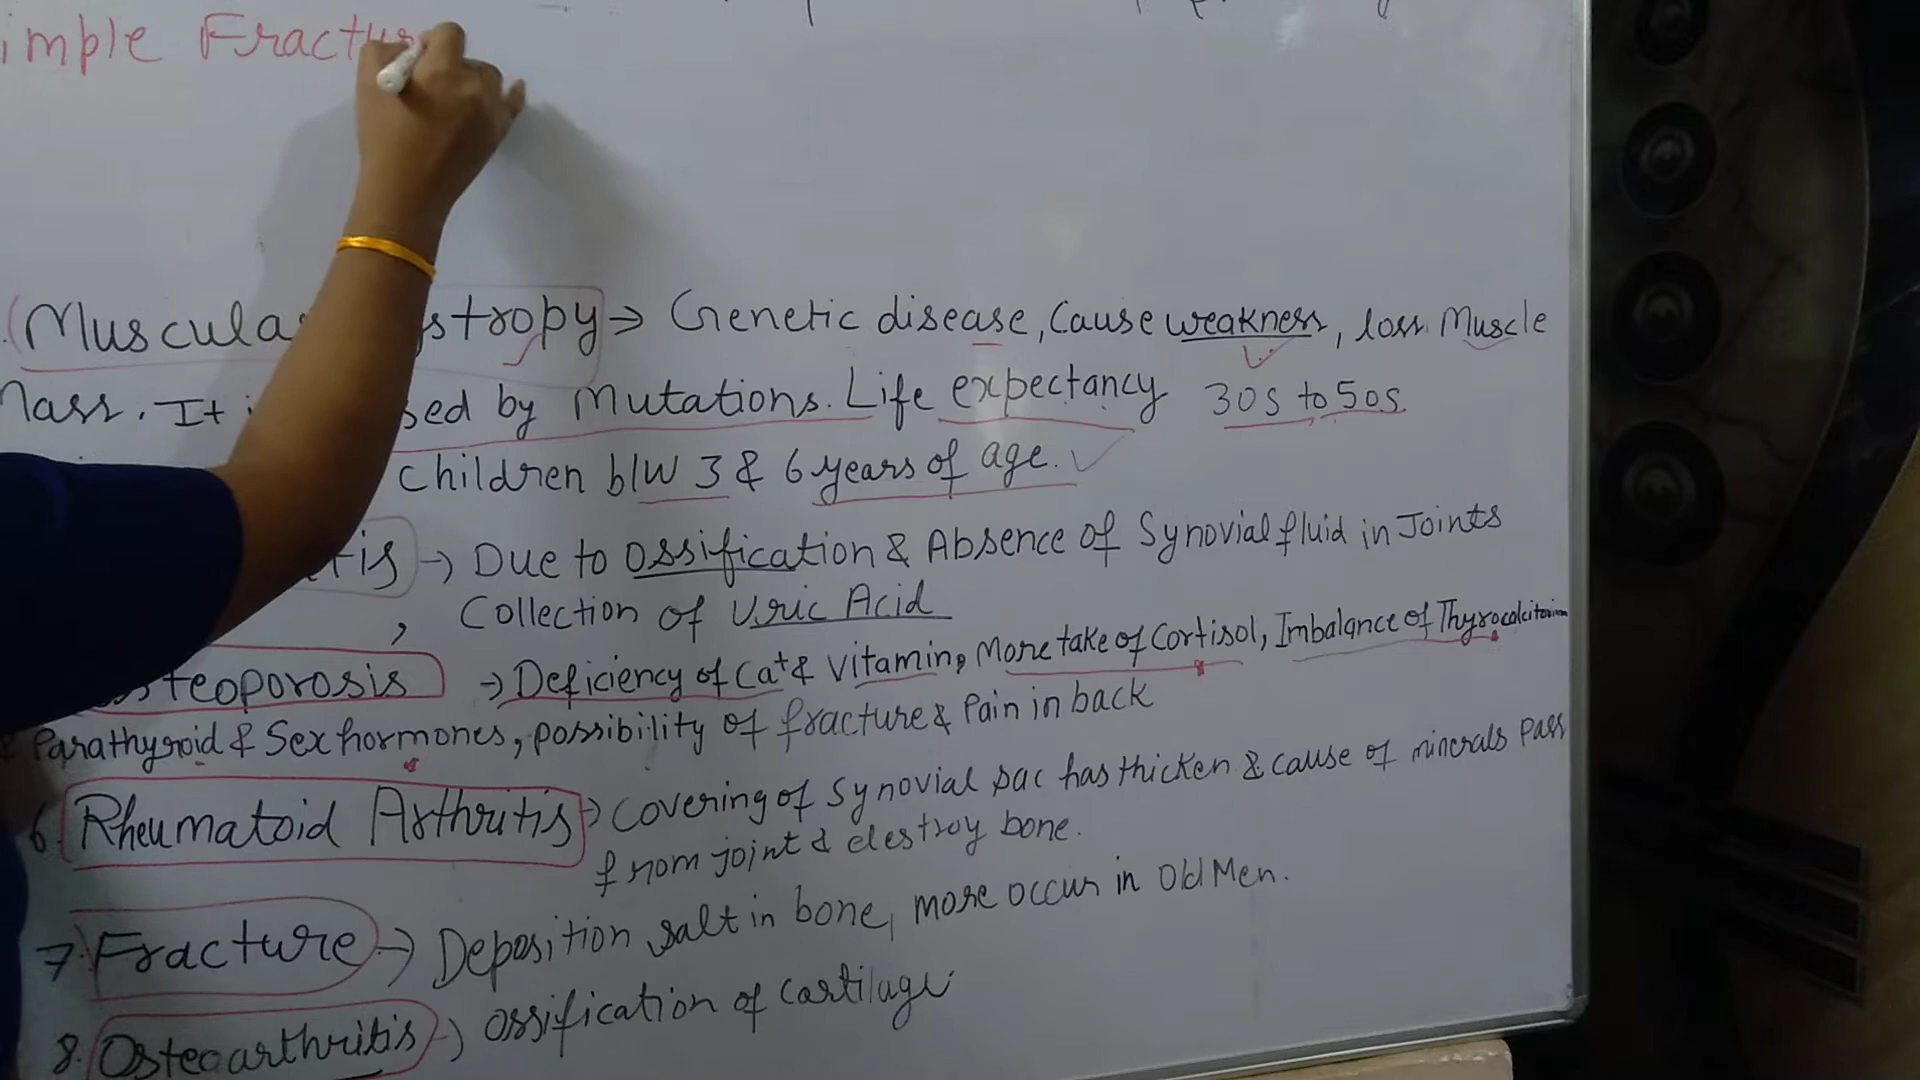 imple Fractur
Muscula stropy → Genetic disease, Cause weakness, loss Muscle
Mass. It sed by Mutations. Life expectancy 30s to 50s.
children b/w 3 & 6 years of age.
tis → Due to Ossification & Absence of Synovial fluid in Joints
, Collection of Uric Acid
steoporosis → Deficiency of Ca+ & Vitamin, More take of Cortisol, Imbalance of Thyrocalcitonin
Parathyroid & Sex hormones, possibility of fracture & Pain in back
6. Rheumatoid Arthritis → Covering of Synovial sac has thicken & cause of minerals pass
from joint & destroy bone.
7. Fracture → Deposition salt in bone, more occur in Old Men.
8. Osteoarthritis → Ossification of cartilage